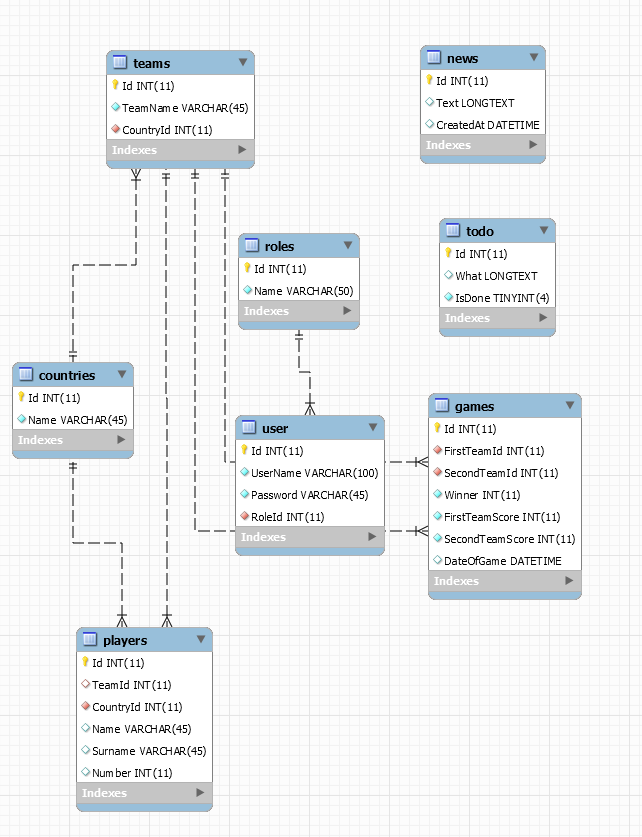 teams
Id INT(11)
TeamName VARCHAR(45)
CountryId INT(11)
Indexes
news
Id INT(11)
Text LONGTEXT
CreatedAt DATETIME
Indexes
roles
Id INT(11)
Name VARCHAR(50)
Indexes
todo
Id INT(11)
What LONGTEXT
IsDone TINYINT(4)
Indexes
countries
Id INT(11)
Name VARCHAR(45)
Indexes
user
Id INT(11)
UserName VARCHAR(100)
Password VARCHAR(45)
RoleId INT(11)
Indexes
games
Id INT(11)
FirstTeamId INT(11)
SecondTeamId INT(11)
Winner INT(11)
FirstTeamScore INT(11)
SecondTeamScore INT(11)
DateOfGame DATETIME
Indexes
players
Id INT(11)
TeamId INT(11)
CountryId INT(11)
Name VARCHAR(45)
Surname VARCHAR(45)
Number INT(11)
Indexes